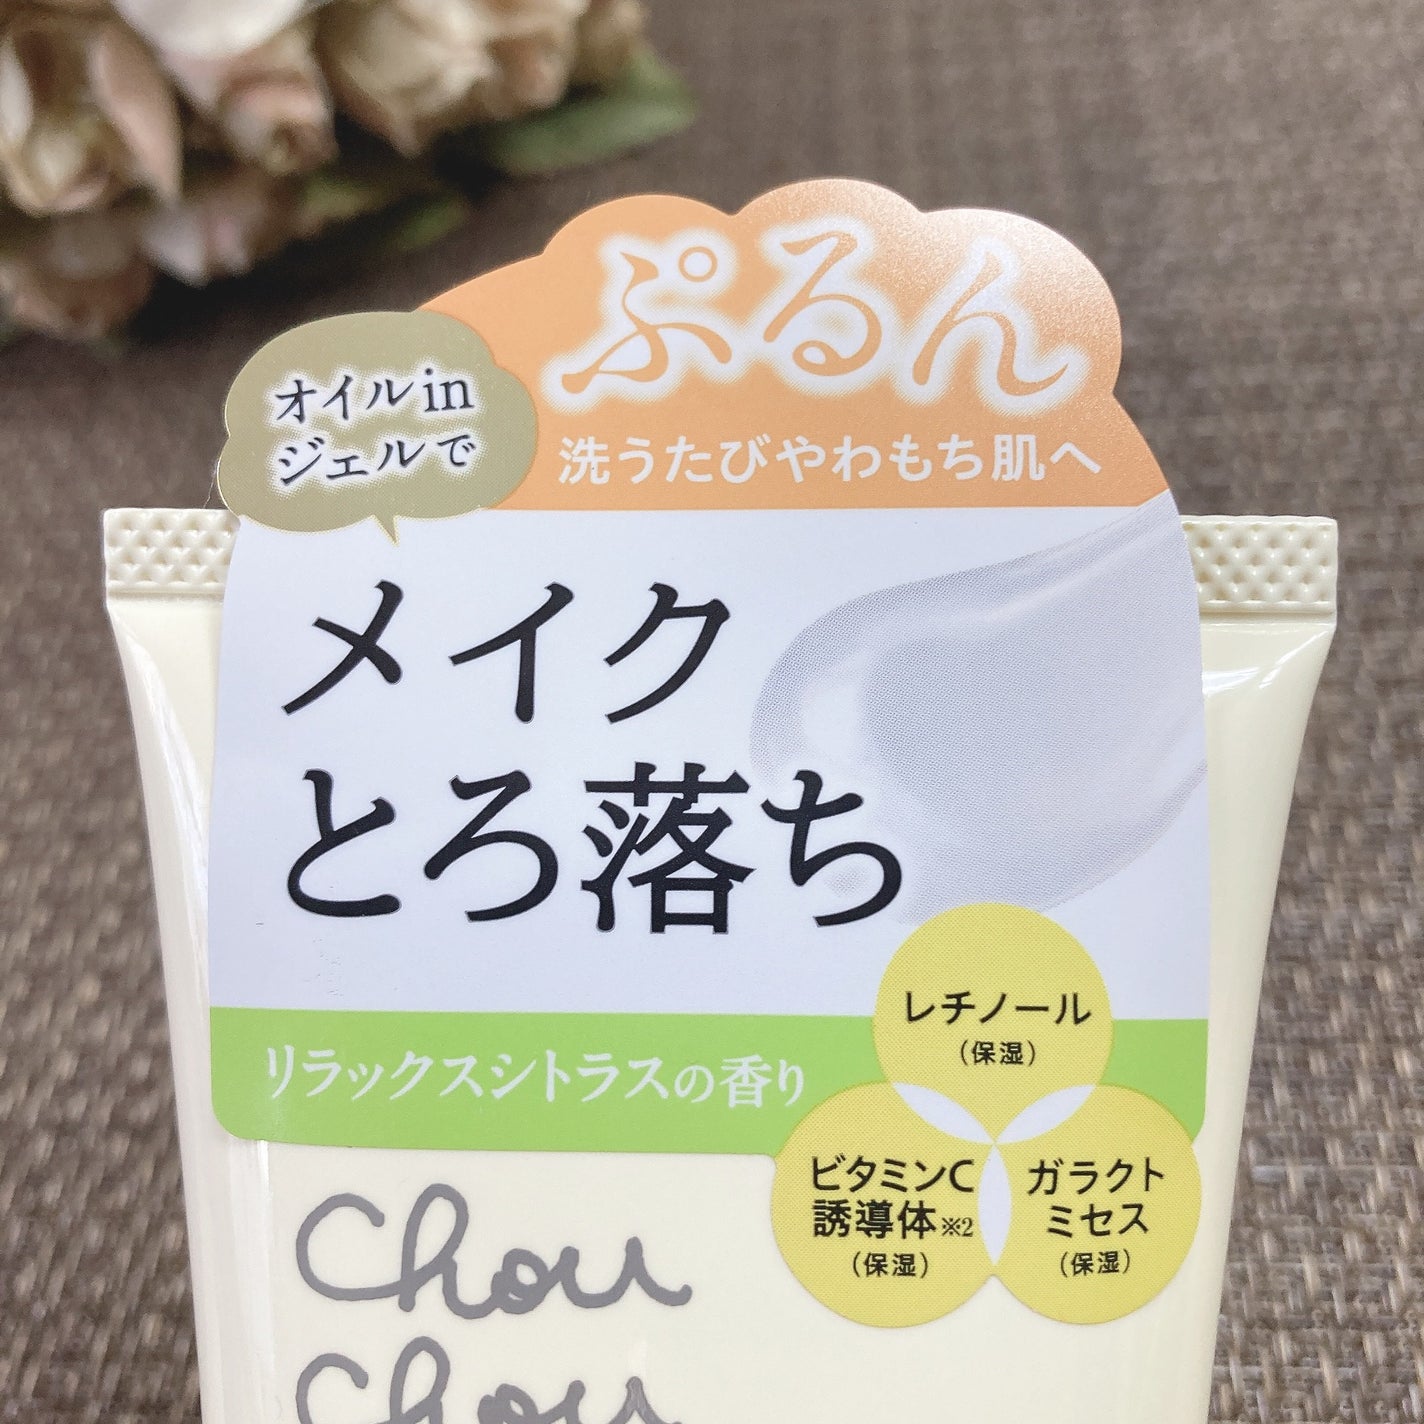 ぷるん
洗うたびやわもち肌へ
オイルin
ジェルで
メイク
とろ落ち
リラックスシトラスの香り
レチノール
(保湿)
ビタミンC
誘導体※2
(保湿)
ガラクト
ミセス
(保湿)
Chou
Chou